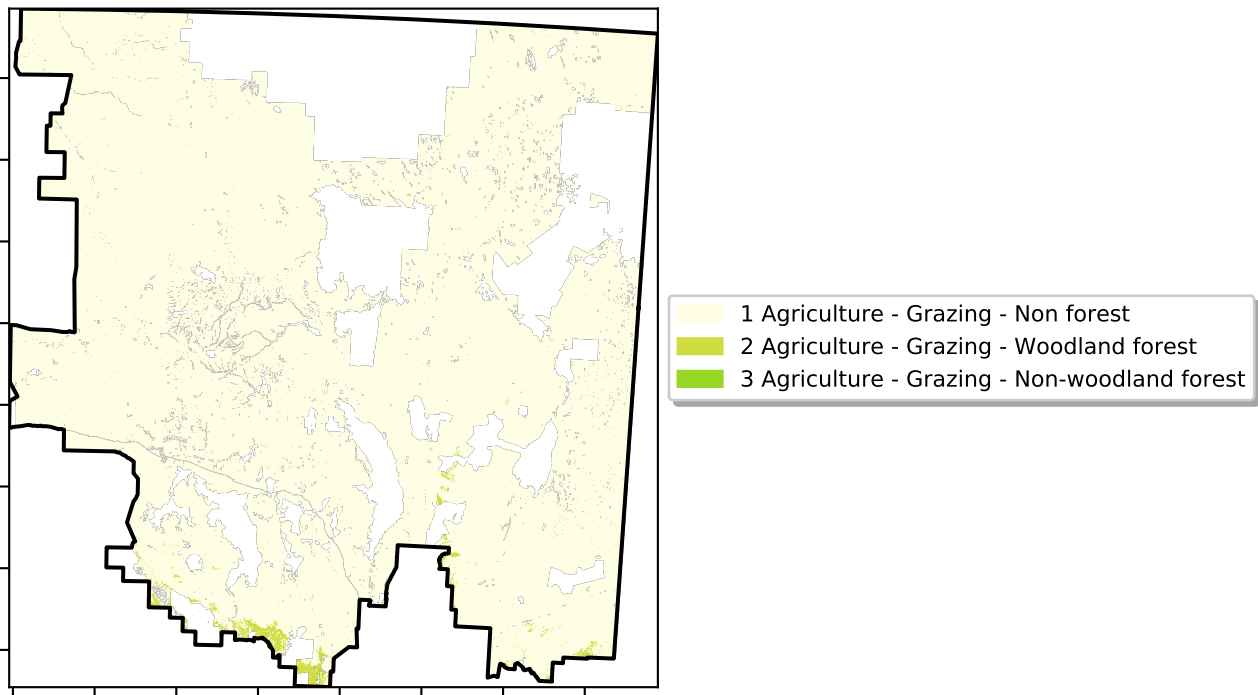 1 Agriculture - Grazing - Non forest
2 Agriculture - Grazing - Woodland forest
3 Agriculture - Grazing - Non-woodland forest